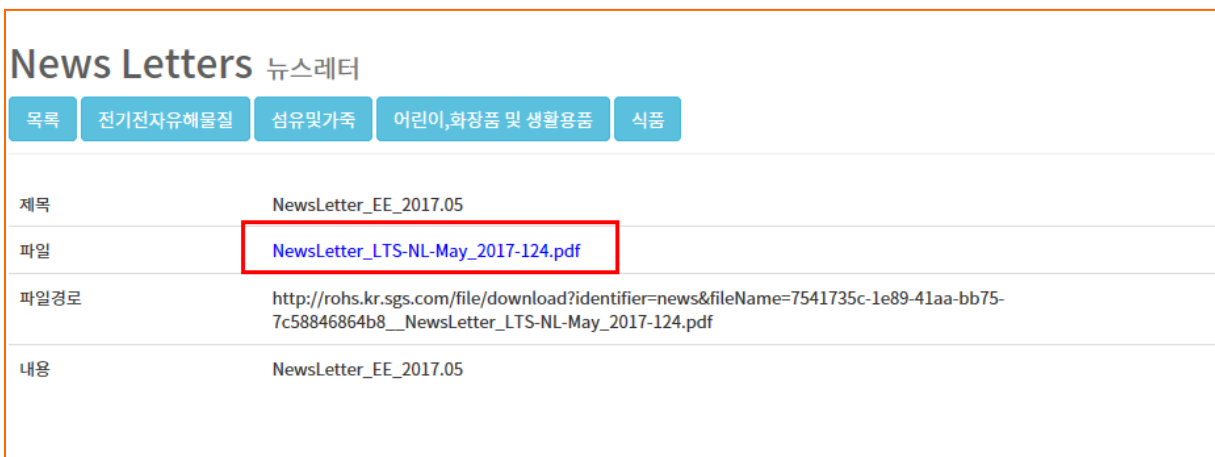 News Letters 뉴스레터
목록 전기전자유해물질 섬유및가죽 어린이,화장품 및 생활용품 식품
제목 NewsLetter_EE_2017.05
파일 NewsLetter_LTS-NL-May_2017-124.pdf
파일경로 http://rohs.kr.sgs.com/file/download?identifier=news&fileName=7541735c-1e89-41aa-bb75-
7c58846864b8__NewsLetter_LTS-NL-May_2017-124.pdf
내용 NewsLetter_EE_2017.05